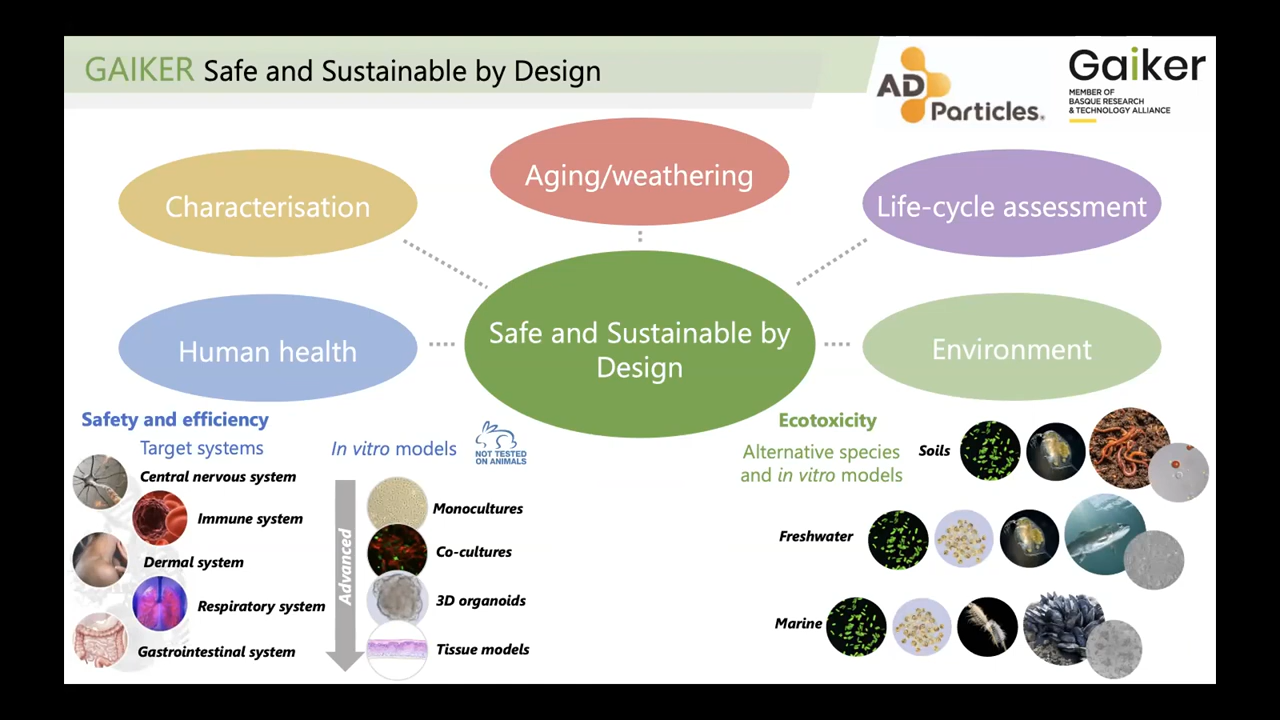 GAIKER Safe and Sustainable by Design
AD
Particles®
Gaiker
MEMBER OF
BASQUE RESEARCH
& TECHNOLOGY ALLIANCE
Characterisation
Aging/weathering
Life-cycle assessment
Human health
Safe and Sustainable by
Design
Environment
Safety and efficiency
Target systems
Central nervous system
Immune system
Dermal system
Respiratory system
Gastrointestinal system
In vitro models
NOT TESTED
ON ANIMALS
Advanced
Monocultures
Co-cultures
3D organoids
Tissue models
Ecotoxicity
Alternative species
and in vitro models
Soils
Freshwater
Marine